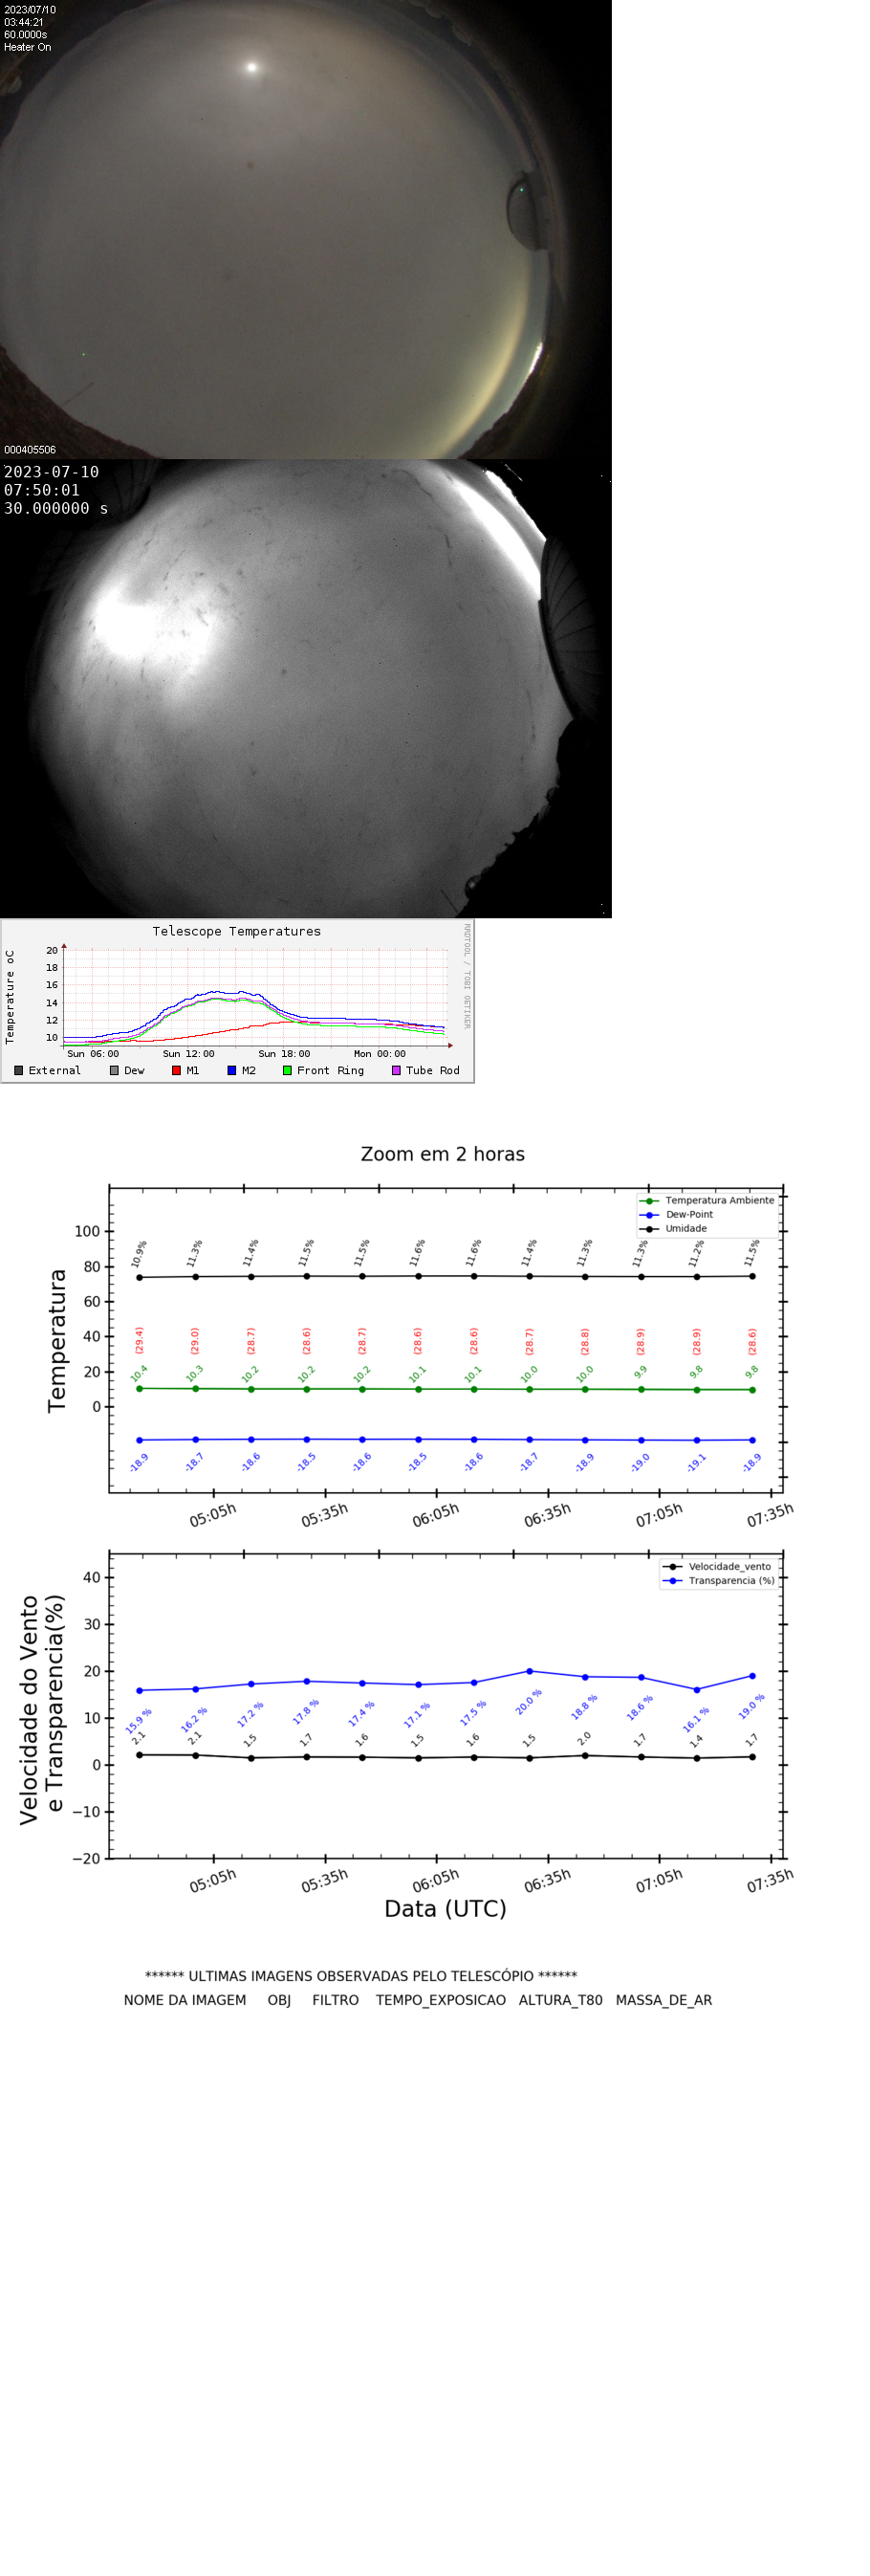 2023/07/10
03:44:21
60.0000s
Heater On
000405506
2023-07-10
07:50:01
30.000000 s
Telescope Temperatures
RRDTOOL / TOBI OETIKER
Temperature oC
20
18
16
14
12
10
Sun 06:00 Sun 12:00 Sun 18:00 Mon 00:00
External Dew M1 M2 Front Ring Tube Rod
Zoom em 2 horas
Temperatura Ambiente
Dew-Point
Umidade
Temperatura
100
80
60
40
20
0
10.9% 11.3% 11.4% 11.5% 11.5% 11.6% 11.6% 11.4% 11.3% 11.3% 11.2% 11.5%
(29.4) (29.0) (28.7) (28.6) (28.7) (28.6) (28.6) (28.7) (28.8) (28.9) (28.9) (28.6)
10.4 10.3 10.2 10.2 10.2 10.1 10.1 10.0 10.0 9.9 9.8 9.8
-18.9 -18.7 -18.6 -18.5 -18.6 -18.5 -18.6 -18.7 -18.9 -19.0 -19.1 -18.9
05:05h 05:35h 06:05h 06:35h 07:05h 07:35h
Velocidade_vento
Transparencia (%)
Velocidade do Vento
e Transparencia(%)
40
30
20
10
0
−10
−20
15.9 % 16.2 % 17.2 % 17.8 % 17.4 % 17.1 % 17.5 % 20.0 % 18.8 % 18.6 % 16.1 % 19.0 %
2.1 2.1 1.5 1.7 1.6 1.5 1.6 1.5 2.0 1.7 1.4 1.7
05:05h 05:35h 06:05h 06:35h 07:05h 07:35h
Data (UTC)
****** ULTIMAS IMAGENS OBSERVADAS PELO TELESCÓPIO ******
NOME DA IMAGEM OBJ FILTRO TEMPO_EXPOSICAO ALTURA_T80 MASSA_DE_AR